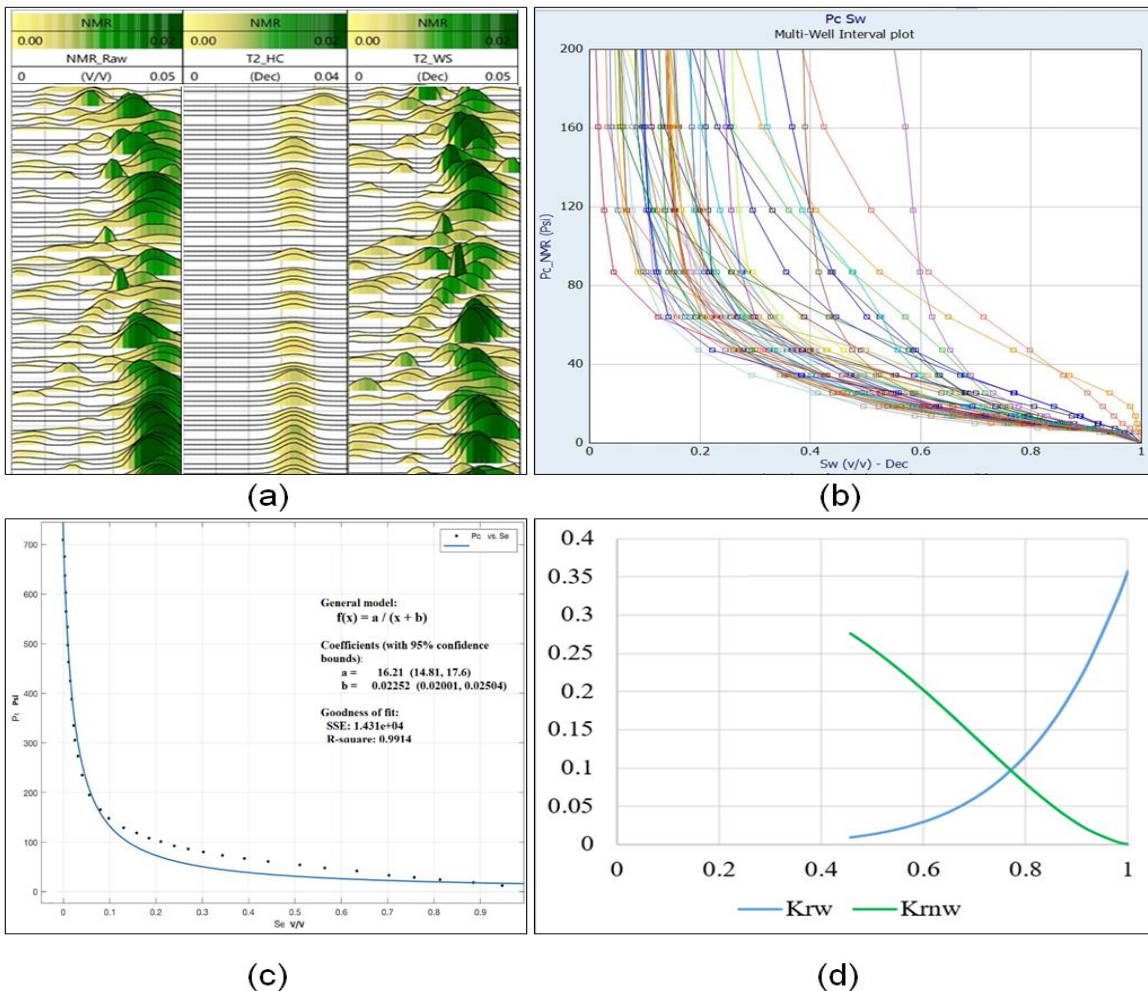 NMR NMR NMR
0.00 0.02 0.00 0.02 0.00 0.02
NMR_Raw T2_HC T2_WS
0 (V/V) 0.05 0 (Dec) 0.04 0 (Dec) 0.05
(a)
Pc Sw
Multi-Well Interval plot
200
160
120
80
40
0
Pc_NMR (Psi)
0.2 0.4 0.6 0.8 1
Sw (v/v) - Dec
(b)
Pc vs. Se
700
600
500
400
300
200
100
0
Pc Psi
General model:
f(x) = a / (x + b)
Coefficients (with 95% confidence
bounds):
a = 16.21 (14.81, 17.6)
b = 0.02252 (0.02001, 0.02504)
Goodness of fit:
SSE: 1.431e+04
R-square: 0.9914
0 0.1 0.2 0.3 0.4 0.5 0.6 0.7 0.8 0.9
Se V/V
(c)
0.4
0.35
0.3
0.25
0.2
0.15
0.1
0.05
0
0 0.2 0.4 0.6 0.8 1
Krw Krnw
(d)